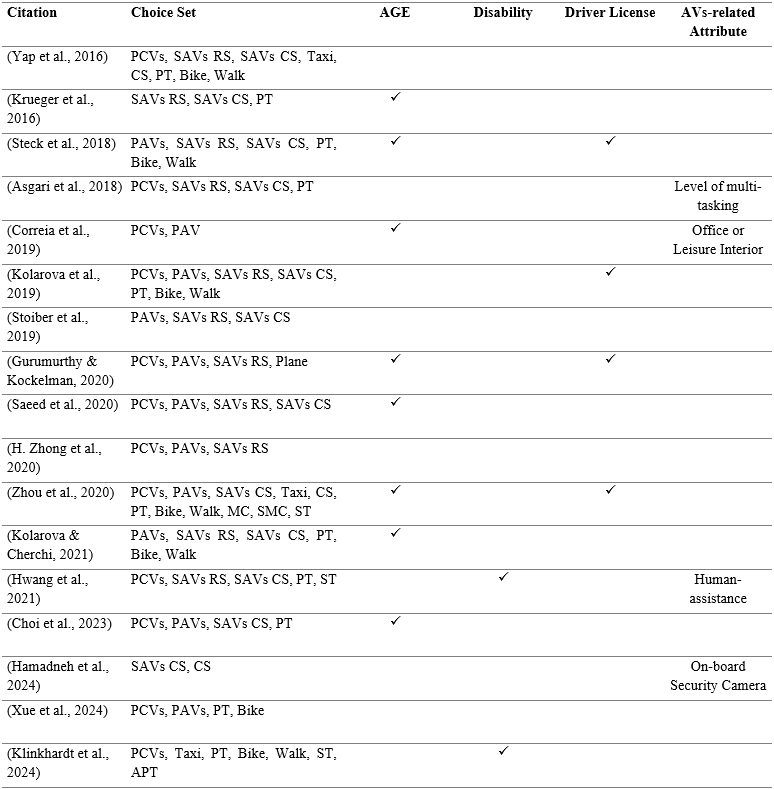 Citation Choice Set AGE Disability Driver License AVs-related
Attribute
(Yap et al., 2016) PCVs, SAVs RS, SAVs CS, Taxi,
CS, PT, Bike, Walk
(Krueger et al., SAVs RS, SAVs CS, PT ✓
2016)
(Steck et al., 2018) PAVs, SAVs RS, SAVs CS, PT, ✓ ✓
Bike, Walk
(Asgari et al., 2018) PCVs, SAVs RS, SAVs CS, PT Level of multi-
tasking
(Correia et al., PCVs, PAV ✓ Office or
2019) Leisure Interior
(Kolarova et al., PCVs, PAVs, SAVs RS, SAVs CS, ✓
2019) PT, Bike, Walk
(Stoiber et al., PAVs, SAVs RS, SAVs CS
2019)
(Gurumurthy & PCVs, PAVs, SAVs RS, Plane ✓ ✓
Kockelman, 2020)
(Saeed et al., 2020) PCVs, PAVs, SAVs RS, SAVs CS ✓
(H. Zhong et al., PCVs, PAVs, SAVs RS
2020)
(Zhou et al., 2020) PCVs, PAVs, SAVs CS, Taxi, CS, ✓ ✓
PT, Bike, Walk, MC, SMC, ST
(Kolarova & PAVs, SAVs RS, SAVs CS, PT, ✓
Cherchi, 2021) Bike, Walk
(Hwang et al., PCVs, SAVs RS, SAVs CS, PT, ST ✓ Human-
2021) assistance
(Choi et al., 2023) PCVs, PAVs, SAVs CS, PT ✓
(Hamadneh et al., SAVs CS, CS On-board
2024) Security Camera
(Xue et al., 2024) PCVs, PAVs, PT, Bike
(Klinkhardt et al., PCVs, Taxi, PT, Bike, Walk, ST, ✓
2024) APT